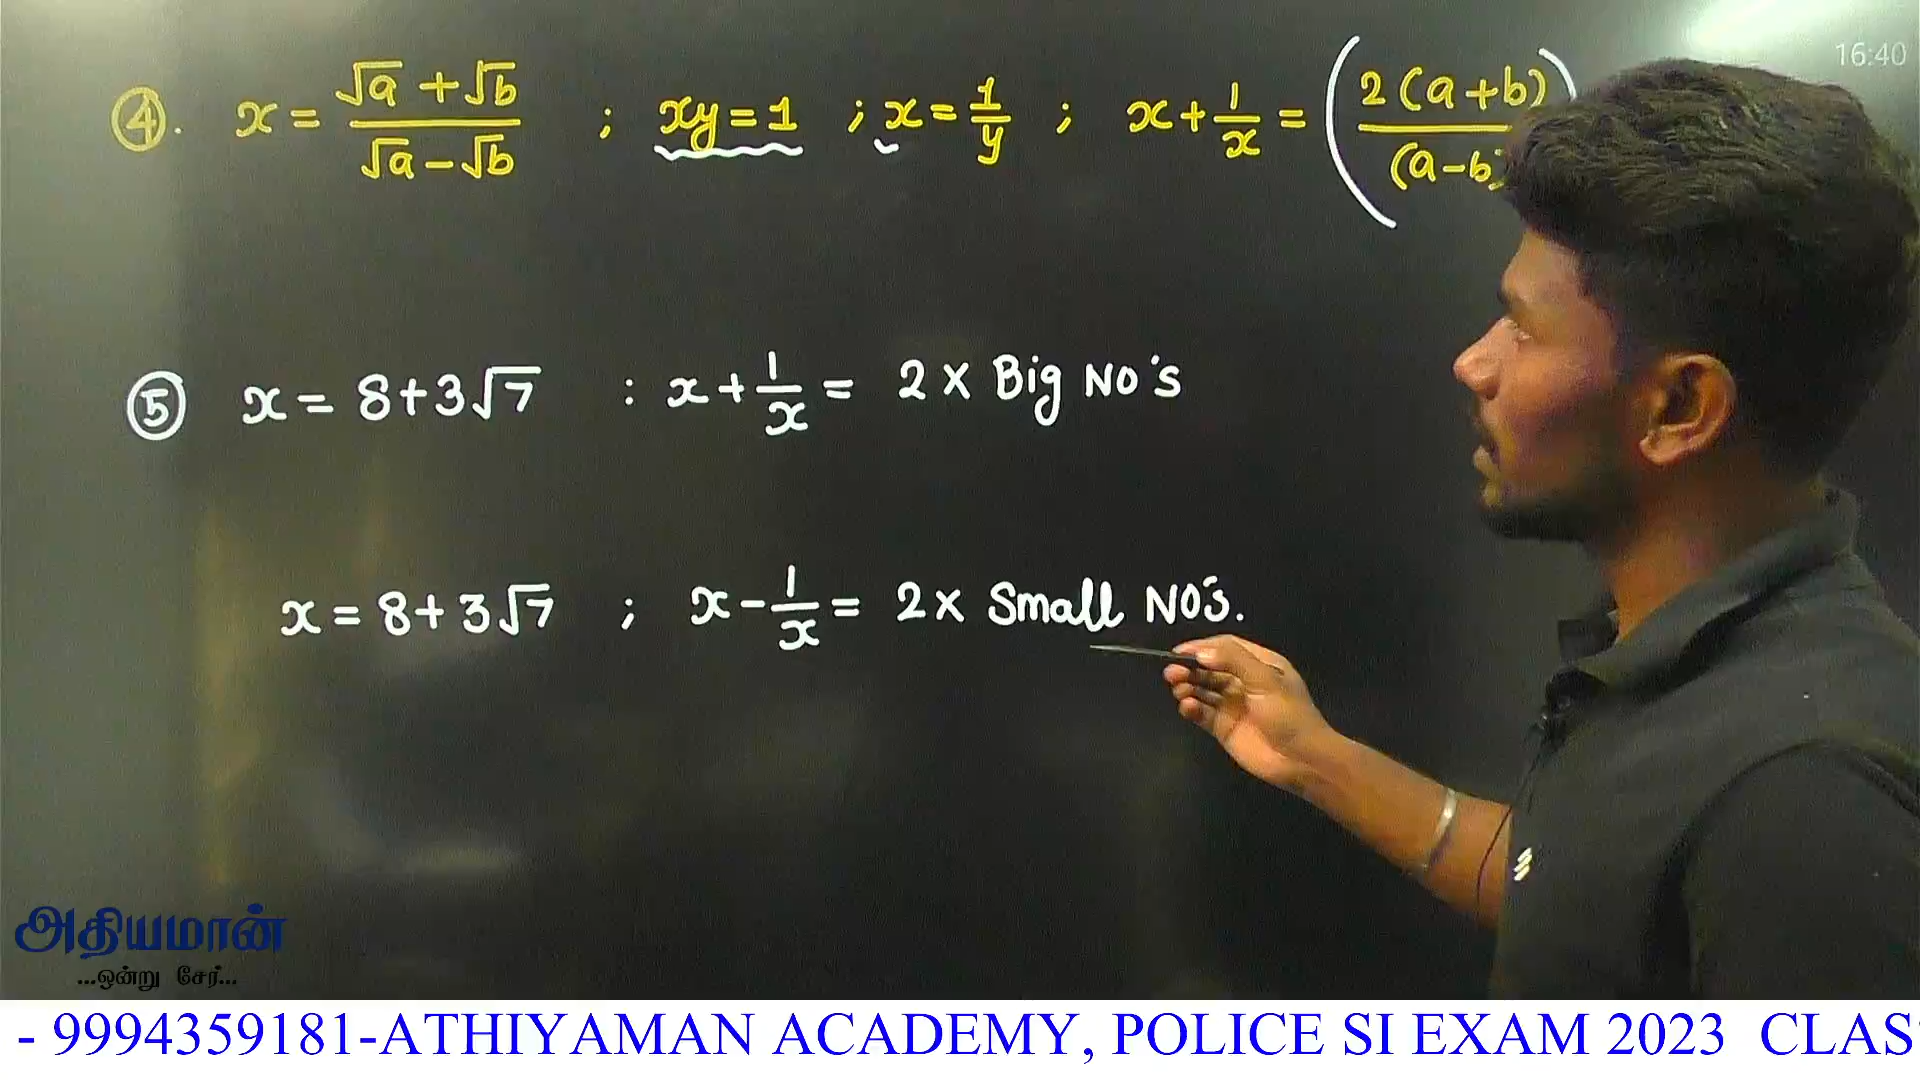 16:40
④. x = (√a + √b)/(√a − √b) ; xy = 1 ; x = 1/y ; x + 1/x = (2(a+b)/(a−b)
⑤ x = 8+3√7 : x + 1/x = 2 x Big NO's
x = 8+3√7 ; x − 1/x = 2 x Small NO's.
அதியமான்
...ஒன்று சேர்...
- 9994359181-ATHIYAMAN ACADEMY, POLICE SI EXAM 2023 CLAS